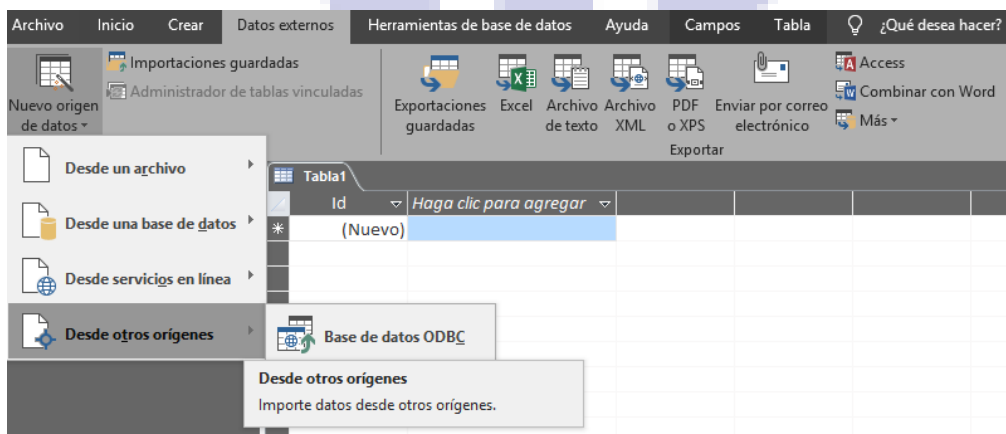 Archivo Inicio Crear Datos externos Herramientas de base de datos Ayuda Campos Tabla ¿Qué desea hacer?
Nuevo origen
de datos
Importaciones guardadas
Administrador de tablas vinculadas
Exportaciones
guardadas
Excel
Archivo
de texto
Archivo
XML
PDF
o XPS
Enviar por correo
electrónico
Access
Combinar con Word
Más
Exportar
Desde un archivo
Desde una base de datos
Desde servicios en línea
Desde otros orígenes
Base de datos ODBC
Desde otros orígenes
Importe datos desde otros orígenes.
Tabla1
Id Haga clic para agregar
(Nuevo)